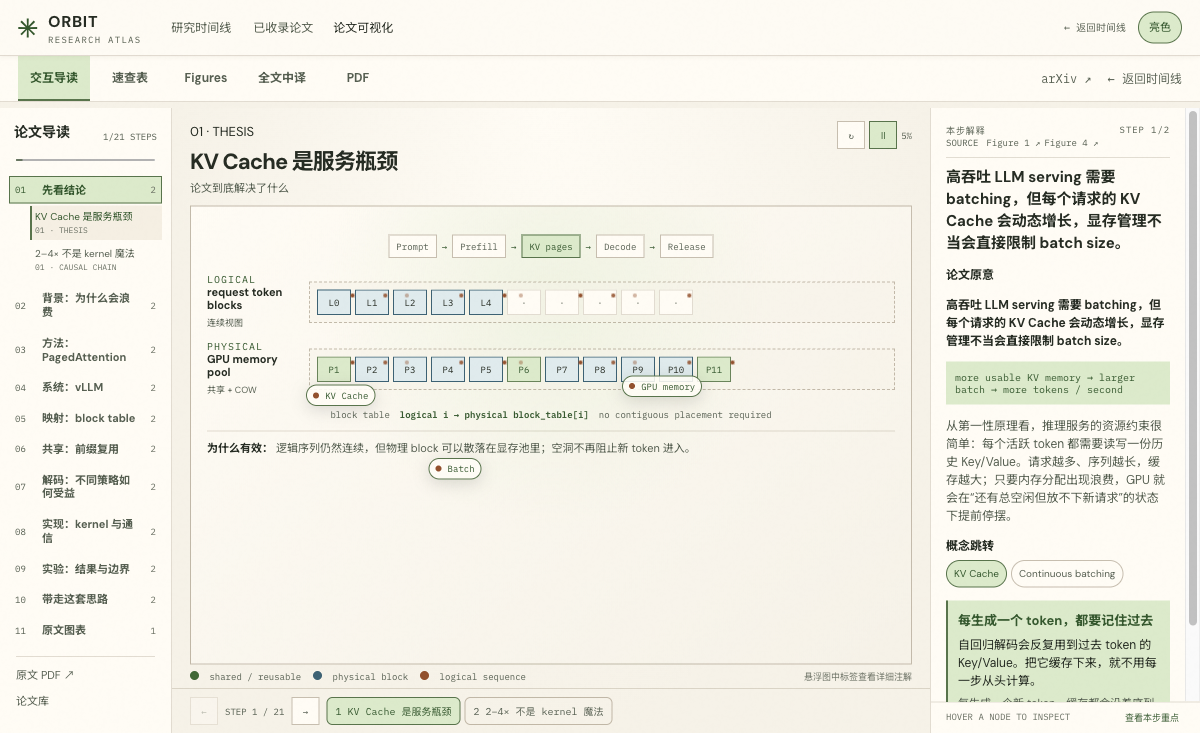 ORBIT
RESEARCH ATLAS
研究时间线
已收录论文
论文可视化
← 返回时间线
亮色
交互导读
速查表
Figures
全文中译
PDF
arXiv ↗
← 返回时间线
论文导读
1/21 STEPS
01 先看结论 2
KV Cache 是服务瓶颈
01 · THESIS
2–4× 不是 kernel 魔法
01 · CAUSAL CHAIN
02 背景：为什么会浪 2
费
03 方法： 2
PagedAttention
04 系统：vLLM 2
05 映射：block table 2
06 共享：前缀复用 2
07 解码：不同策略如 2
何受益
08 实现：kernel 与通 2
信
09 实验：结果与边界 2
10 带走这套思路 2
11 原文图表 1
原文 PDF ↗
论文库
01 · THESIS
KV Cache 是服务瓶颈
论文到底解决了什么
↻ II 5%
Prompt → Prefill → KV pages → Decode → Release
LOGICAL
request token
blocks
连续视图
L0 L1 L2 L3 L4 · · · · ·
PHYSICAL
GPU memory
pool
共享 + COW
P1 P2 P3 P4 P5 P6 P7 P8 P9 P10 P11
KV Cache
GPU memory
block table logical i → physical block_table[i] no contiguous placement required
为什么有效： 逻辑序列仍然连续，但物理 block 可以散落在显存池里；空洞不再阻止新 token 进入。
Batch
shared / reusable
physical block
logical sequence
悬浮图中标签查看详细注解
← STEP 1 / 21 →
1 KV Cache 是服务瓶颈
2 2–4× 不是 kernel 魔法
本步解释
STEP 1/2
SOURCE Figure 1 ↗ Figure 4 ↗
高吞吐 LLM serving 需要
batching，但每个请求的 KV
Cache 会动态增长，显存管理不
当会直接限制 batch size。
论文原意
高吞吐 LLM serving 需要 batching，但
每个请求的 KV Cache 会动态增长，显存
管理不当会直接限制 batch size。
more usable KV memory → larger
batch → more tokens / second
从第一性原理看，推理服务的资源约束很
简单：每个活跃 token 都需要读写一份历
史 Key/Value。请求越多、序列越长，缓
存越大；只要内存分配出现浪费，GPU 就
会在“还有总空闲但放不下新请求”的状态
下提前停摆。
概念跳转
KV Cache
Continuous batching
每生成一个 token，都要记住过去
自回归解码会反复用到过去 token 的
Key/Value。把它缓存下来，就不用每
一步从头计算。
HOVER A NODE TO INSPECT
查看本步重点